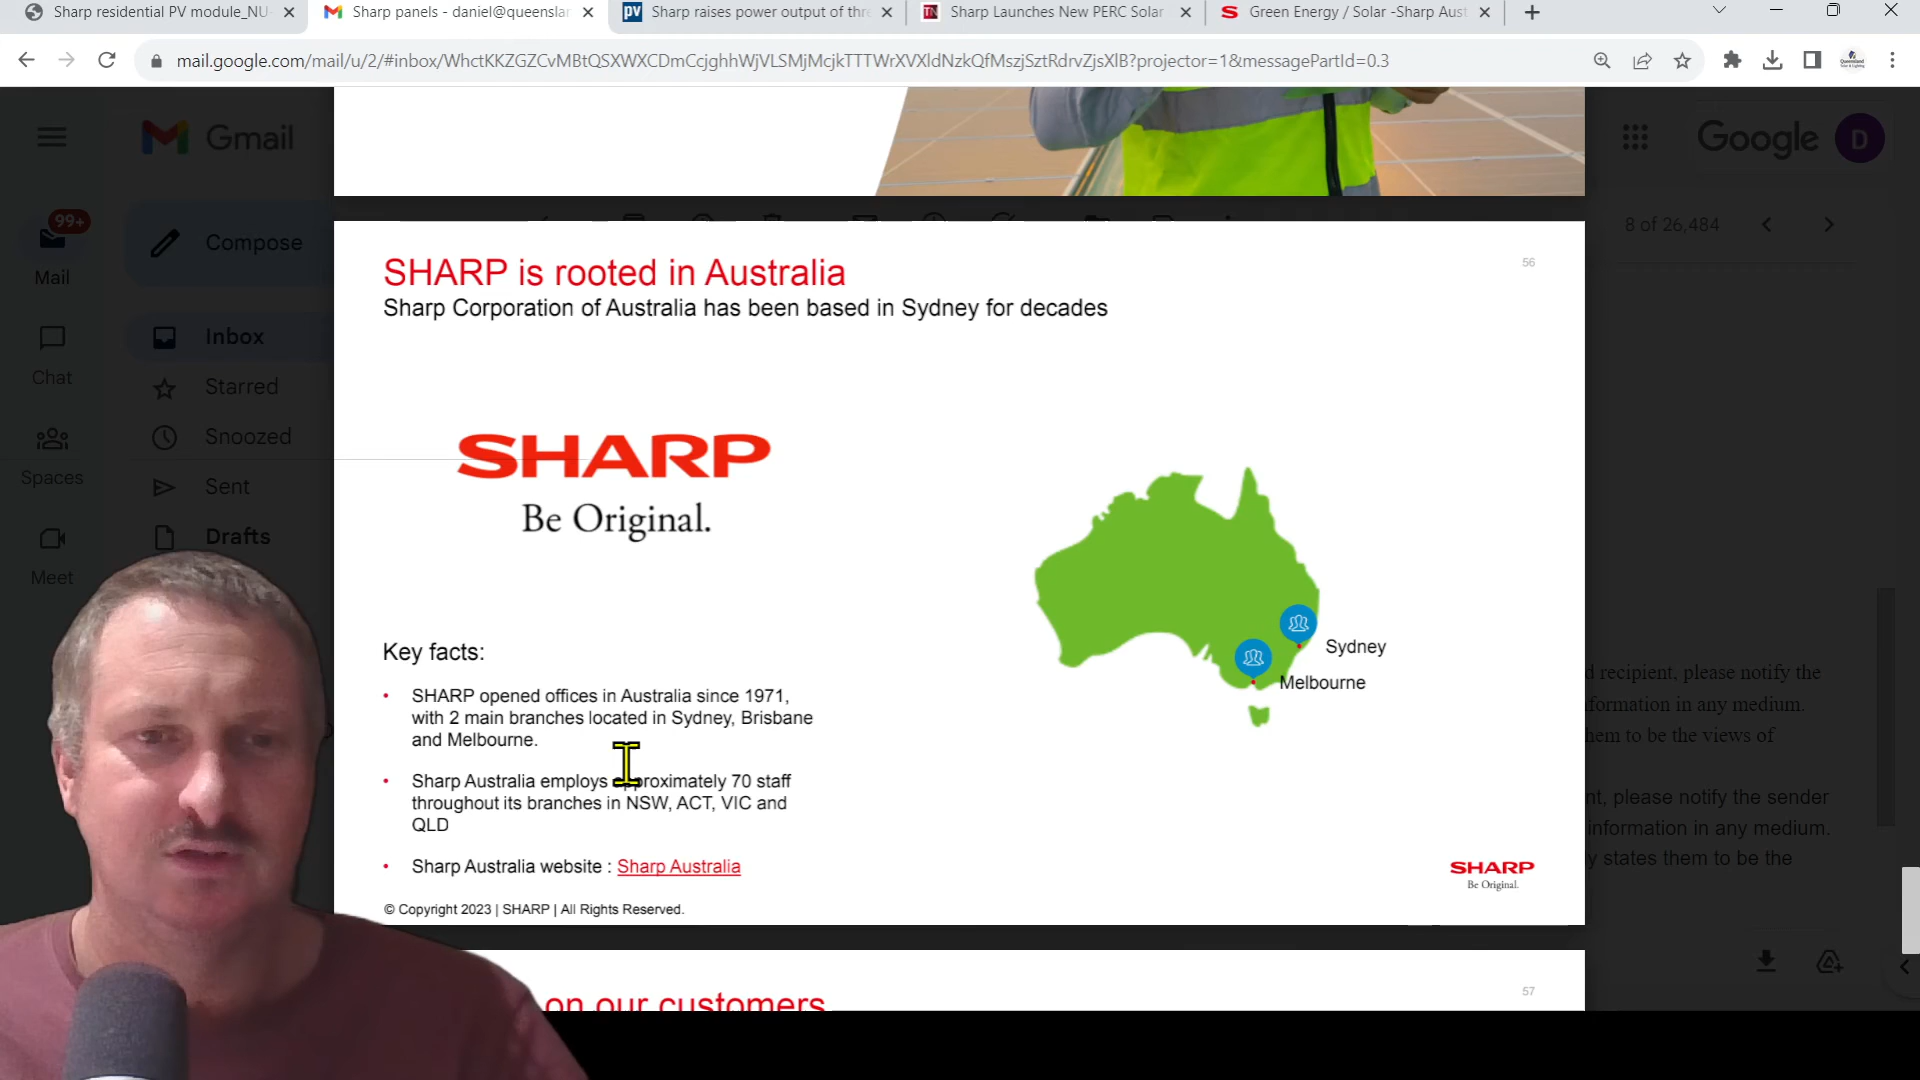 Sharp residential PV module_NU-
Sharp panels - daniel@queenslan
Sharp raises power output of thre
Sharp Launches New PERC Solar
Green Energy / Solar -Sharp Aust
mail.google.com/mail/u/2/#inbox/WhctKKZGZCvMBtQSXWXCDmCcjghhWjVLSMjMcjkTTTWrXVXldNzkQfMszjSztRdrvZjsXlB?projector=1&messagePartId=0.3
Gmail
Google
D
99+
Mail
Compose
8 of 26,484
Inbox
Chat
Starred
Snoozed
Spaces
Sent
Drafts
Meet
SHARP is rooted in Australia
56
Sharp Corporation of Australia has been based in Sydney for decades
SHARP
Be Original.
Sydney
Melbourne
Key facts:
• SHARP opened offices in Australia since 1971,
with 2 main branches located in Sydney, Brisbane
and Melbourne.
• Sharp Australia employs approximately 70 staff
throughout its branches in NSW, ACT, VIC and
QLD
• Sharp Australia website : Sharp Australia
SHARP
Be Original.
© Copyright 2023 | SHARP | All Rights Reserved.
d recipient, please notify the
formation in any medium.
hem to be the views of
nt, please notify the sender
information in any medium.
y states them to be the
57
on our customers